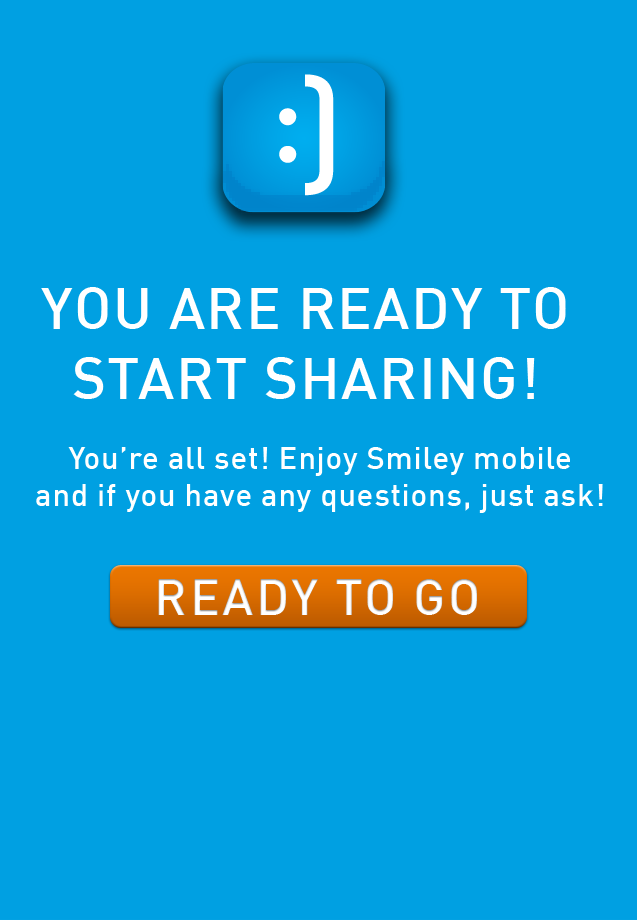 :)
YOU ARE READY TO
START SHARING!
You’re all set! Enjoy Smiley mobile
and if you have any questions, just ask!
READY TO GO